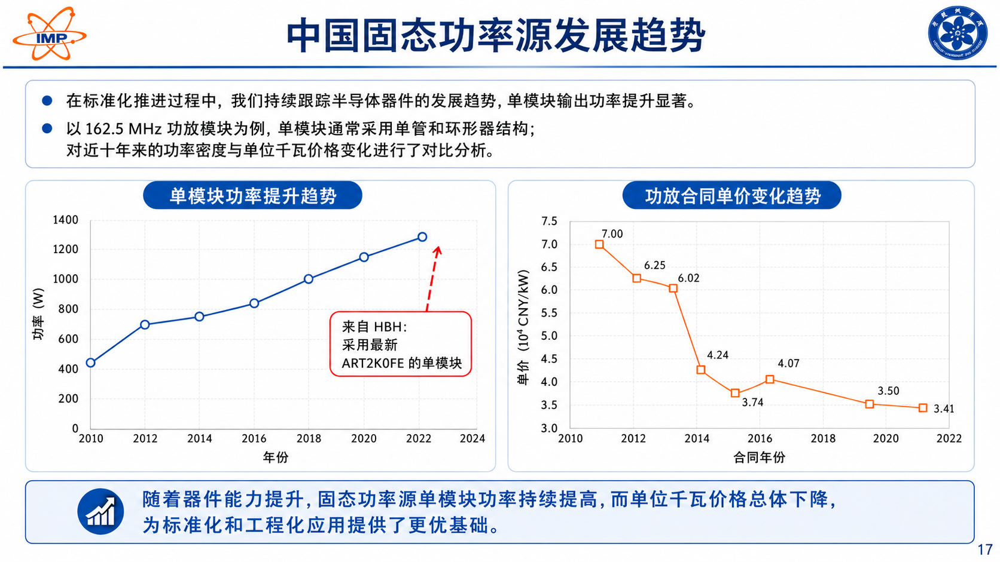 IMP
中国固态功率源发展趋势
在标准化推进过程中，我们持续跟踪半导体器件的发展趋势，单模块输出功率提升显著。
以 162.5 MHz 功放模块为例，单模块通常采用单管和环形器结构；
对近十年来的功率密度与单位千瓦价格变化进行了对比分析。
单模块功率提升趋势
1400
1200
1000
800
600
400
200
0
功率 (W)
2010 2012 2014 2016 2018 2020 2022 2024
年份
来自 HBH：
采用最新
ART2K0FE 的单模块
功放合同单价变化趋势
7.5
7.0
6.5
6.0
5.5
5.0
4.5
4.0
3.5
3.0
单价 (10⁴ CNY/kW)
7.00
6.25
6.02
4.24
3.74
4.07
3.50
3.41
2010 2012 2014 2016 2018 2020 2022
合同年份
随着器件能力提升，固态功率源单模块功率持续提高，而单位千瓦价格总体下降，
为标准化和工程化应用提供了更优基础。
17